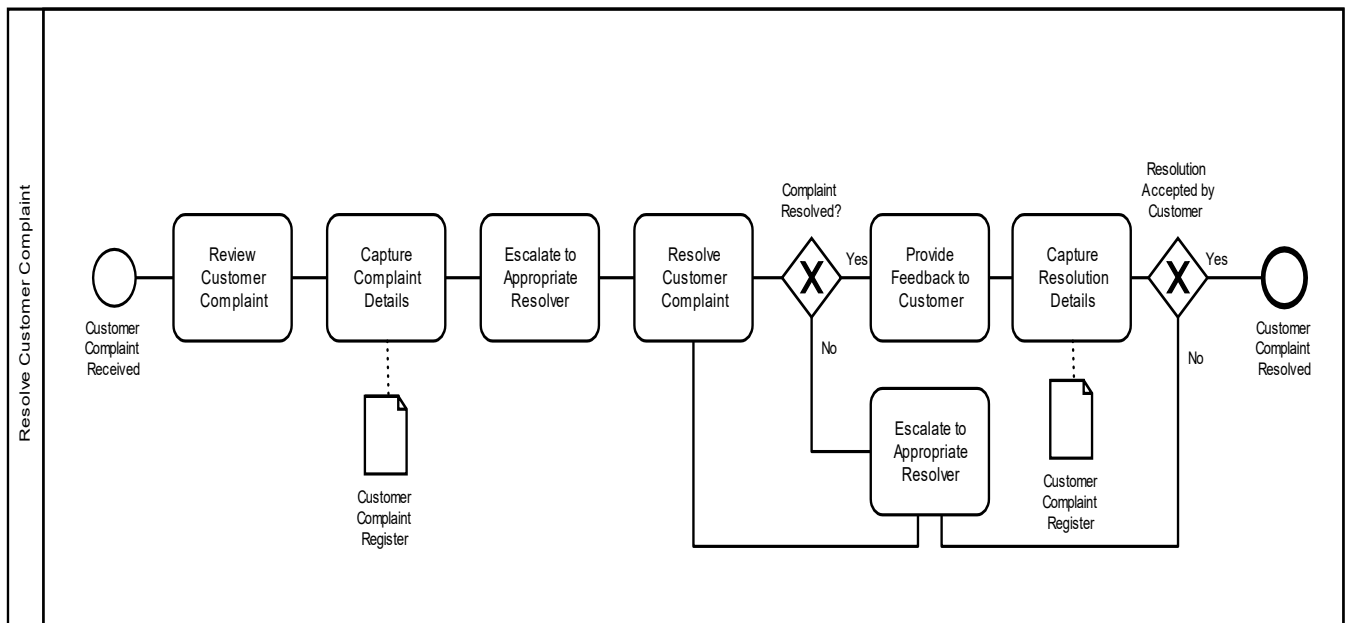 Resolve Customer Complaint
Customer
Complaint
Received
Review
Customer
Complaint
Capture
Complaint
Details
Customer
Complaint
Register
Escalate to
Appropriate
Resolver
Resolve
Customer
Complaint
Complaint
Resolved?
X
Yes
No
Provide
Feedback to
Customer
Escalate to
Appropriate
Resolver
Capture
Resolution
Details
Customer
Complaint
Register
Resolution
Accepted by
Customer
X
Yes
No
Customer
Complaint
Resolved